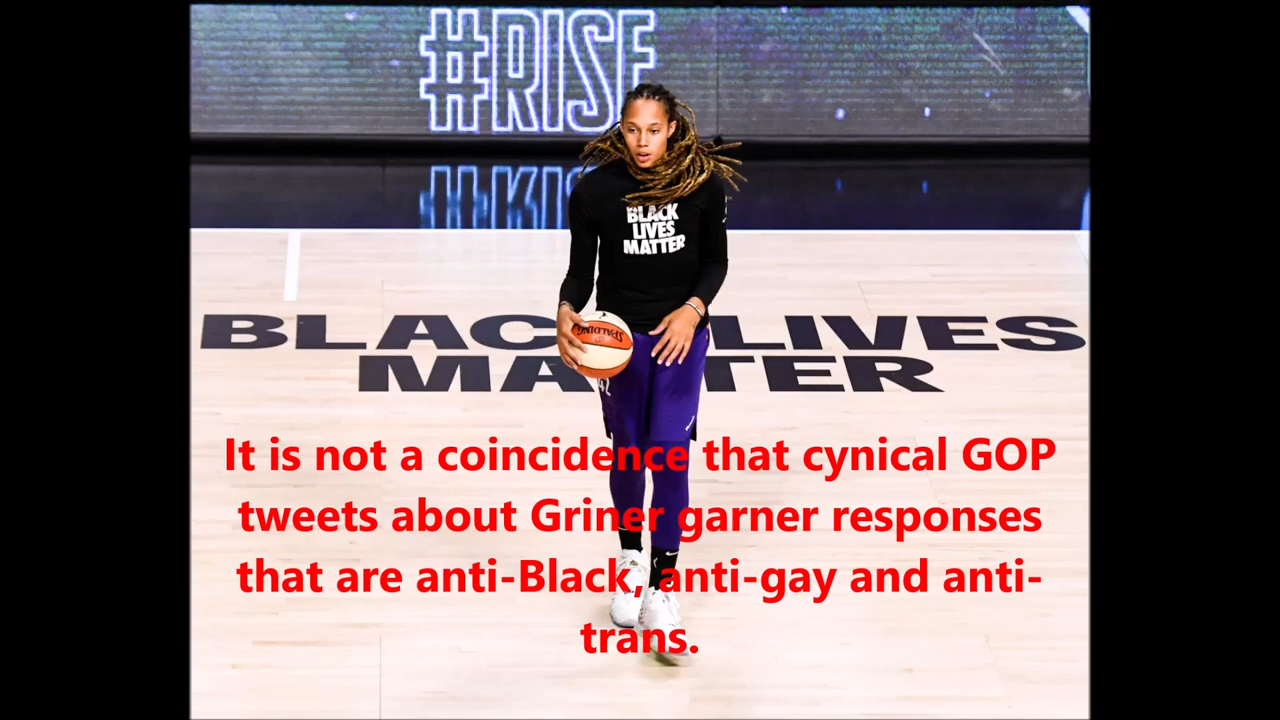 #RISE
BLACK
LIVES
MATTER
SPALDING
BLACK LIVES
MATTER
It is not a coincidence that cynical GOP
tweets about Griner garner responses
that are anti-Black, anti-gay and anti-
trans.